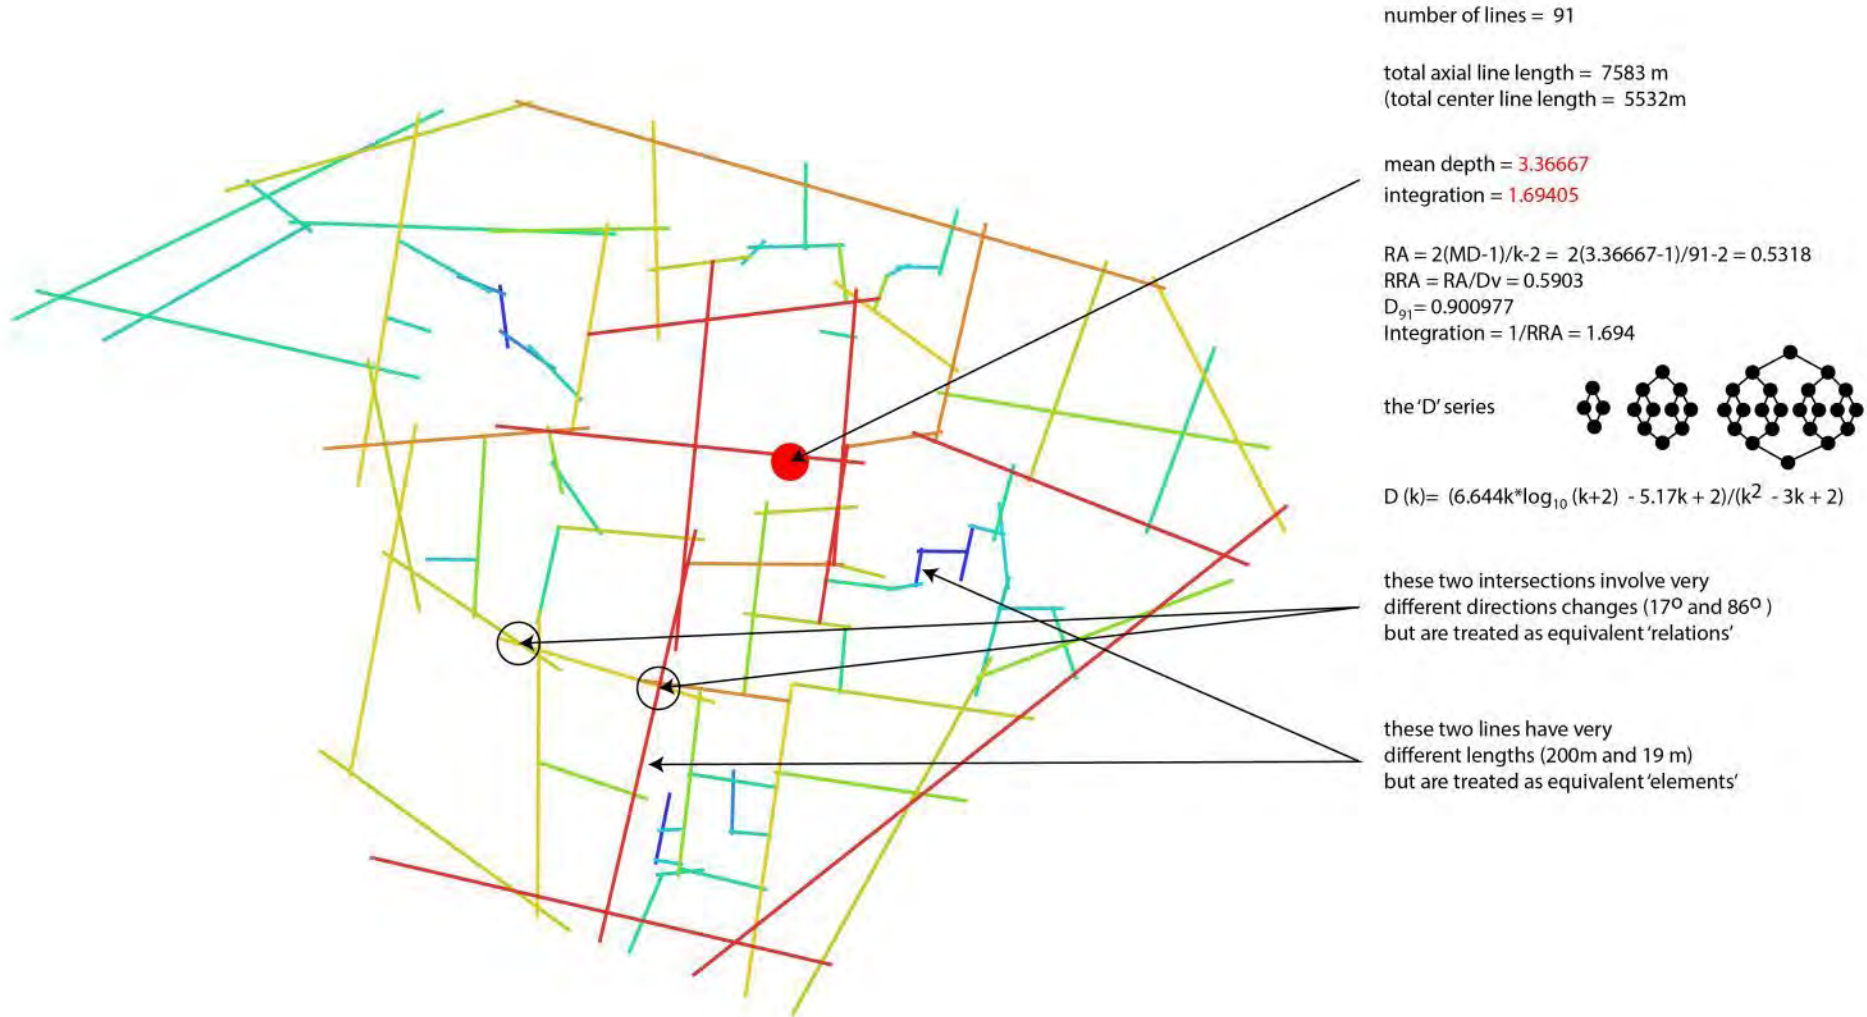 number of lines = 91
total axial line length = 7583 m
(total center line length = 5532m
mean depth = 3.36667
integration = 1.69405
RA = 2(MD-1)/k-2 = 2(3.36667-1)/91-2 = 0.5318
RRA = RA/Dv = 0.5903
D₉₁= 0.900977
Integration = 1/RRA = 1.694
the ‘D’ series
D (k)= (6.644k*log₁₀ (k+2) - 5.17k + 2)/(k² - 3k + 2)
these two intersections involve very
different directions changes (17º and 86º )
but are treated as equivalent ‘relations’
these two lines have very
different lengths (200m and 19 m)
but are treated as equivalent ‘elements’